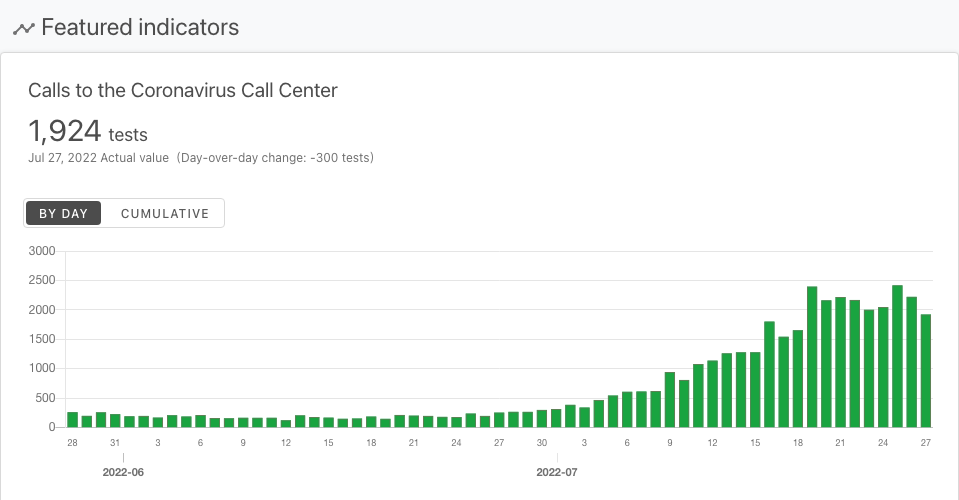 Featured indicators
Calls to the Coronavirus Call Center
1,924 tests
Jul 27, 2022 Actual value (Day-over-day change: -300 tests)
BY DAY CUMULATIVE
3000
2500
2000
1500
1000
500
0
28 31 3 6 9 12 15 18 21 24 27 30 3 6 9 12 15 18 21 24 27
2022-06 2022-07